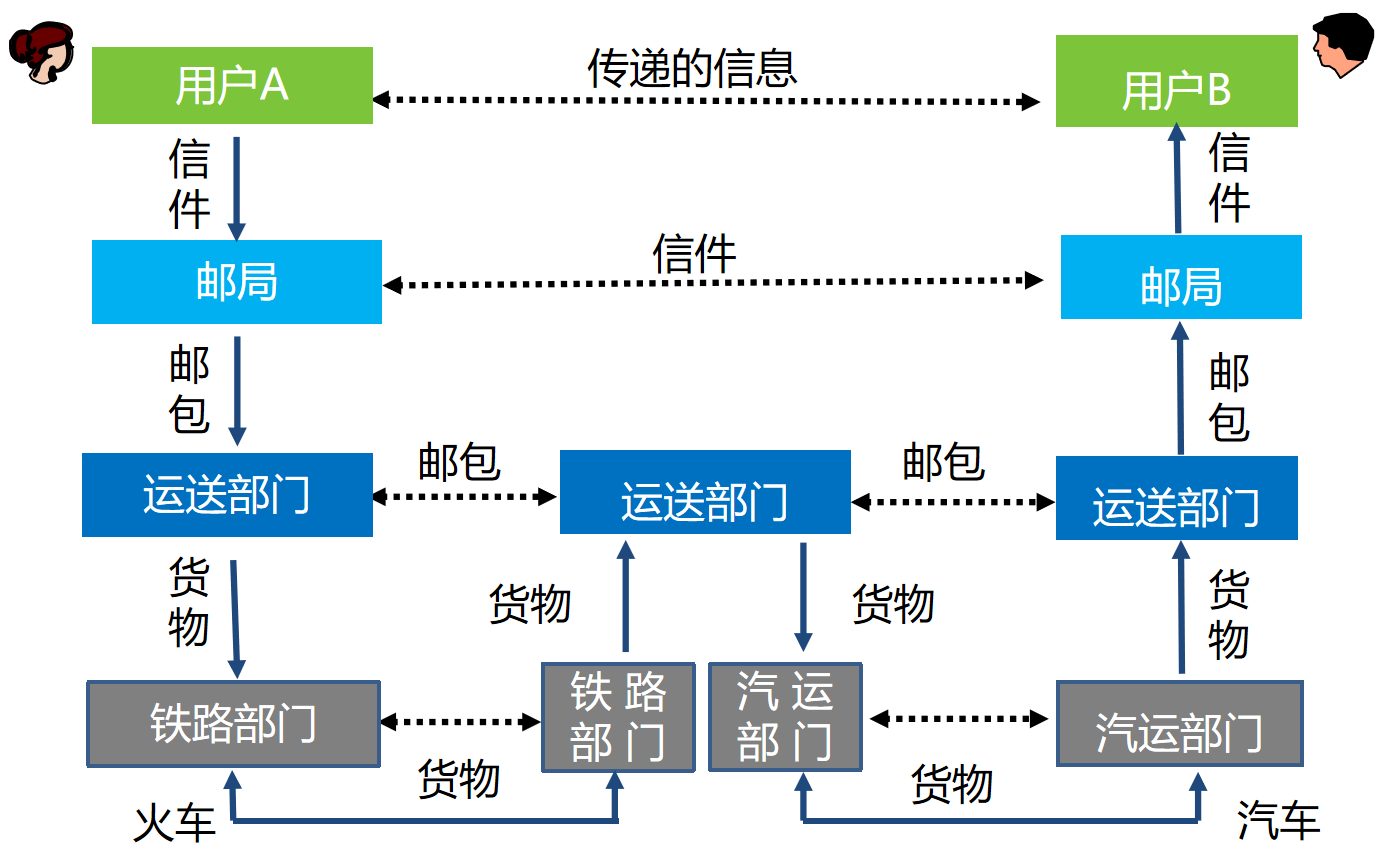 用户A
传递的信息
用户B
信件
信件
邮局
信件
邮局
邮包
邮包
运送部门
邮包
运送部门
邮包
运送部门
货物
货物
货物
货物
铁路部门
铁路
部门
汽运
部门
汽运部门
货物
货物
火车
汽车